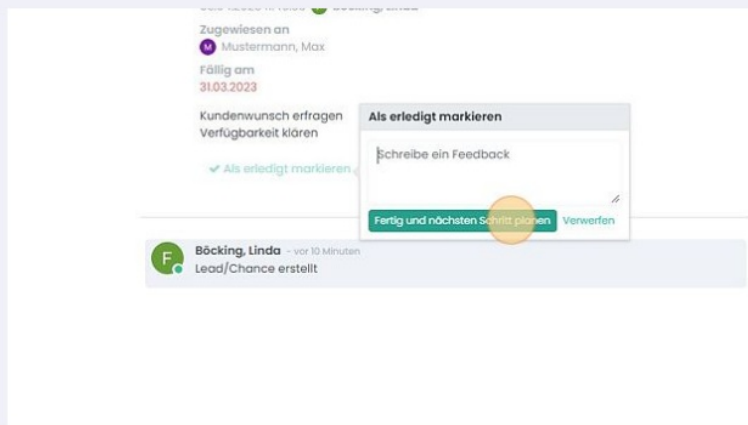 Zugewiesen an
M Mustermann, Max
Fällig am
31.03.2023
Kundenwunsch erfragen
Verfügbarkeit klären
✔ Als erledigt markieren
Als erledigt markieren
Schreibe ein Feedback
Fertig und nächsten Schritt planen Verwerfen
F Böcking, Linda - vor 10 Minuten
Lead/Chance erstellt